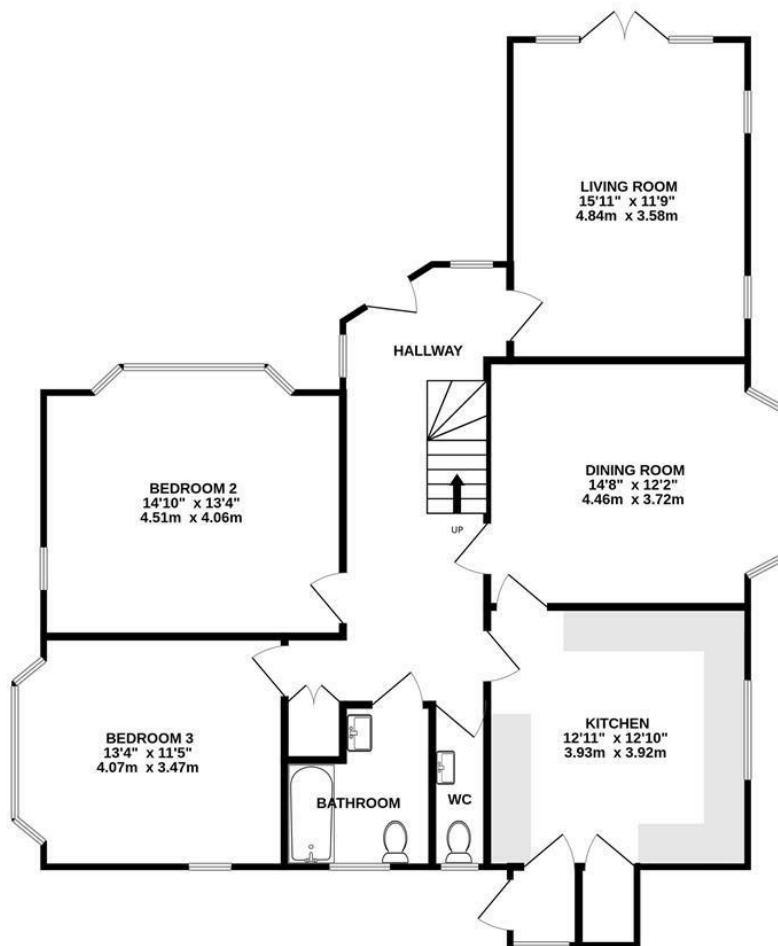 LIVING ROOM
15'11" x 11'9"
4.84m x 3.58m
HALLWAY
BEDROOM 2
14'10" x 13'4"
4.51m x 4.06m
DINING ROOM
14'8" x 12'2"
4.46m x 3.72m
UP
BEDROOM 3
13'4" x 11'5"
4.07m x 3.47m
KITCHEN
12'11" x 12'10"
3.93m x 3.92m
BATHROOM
WC